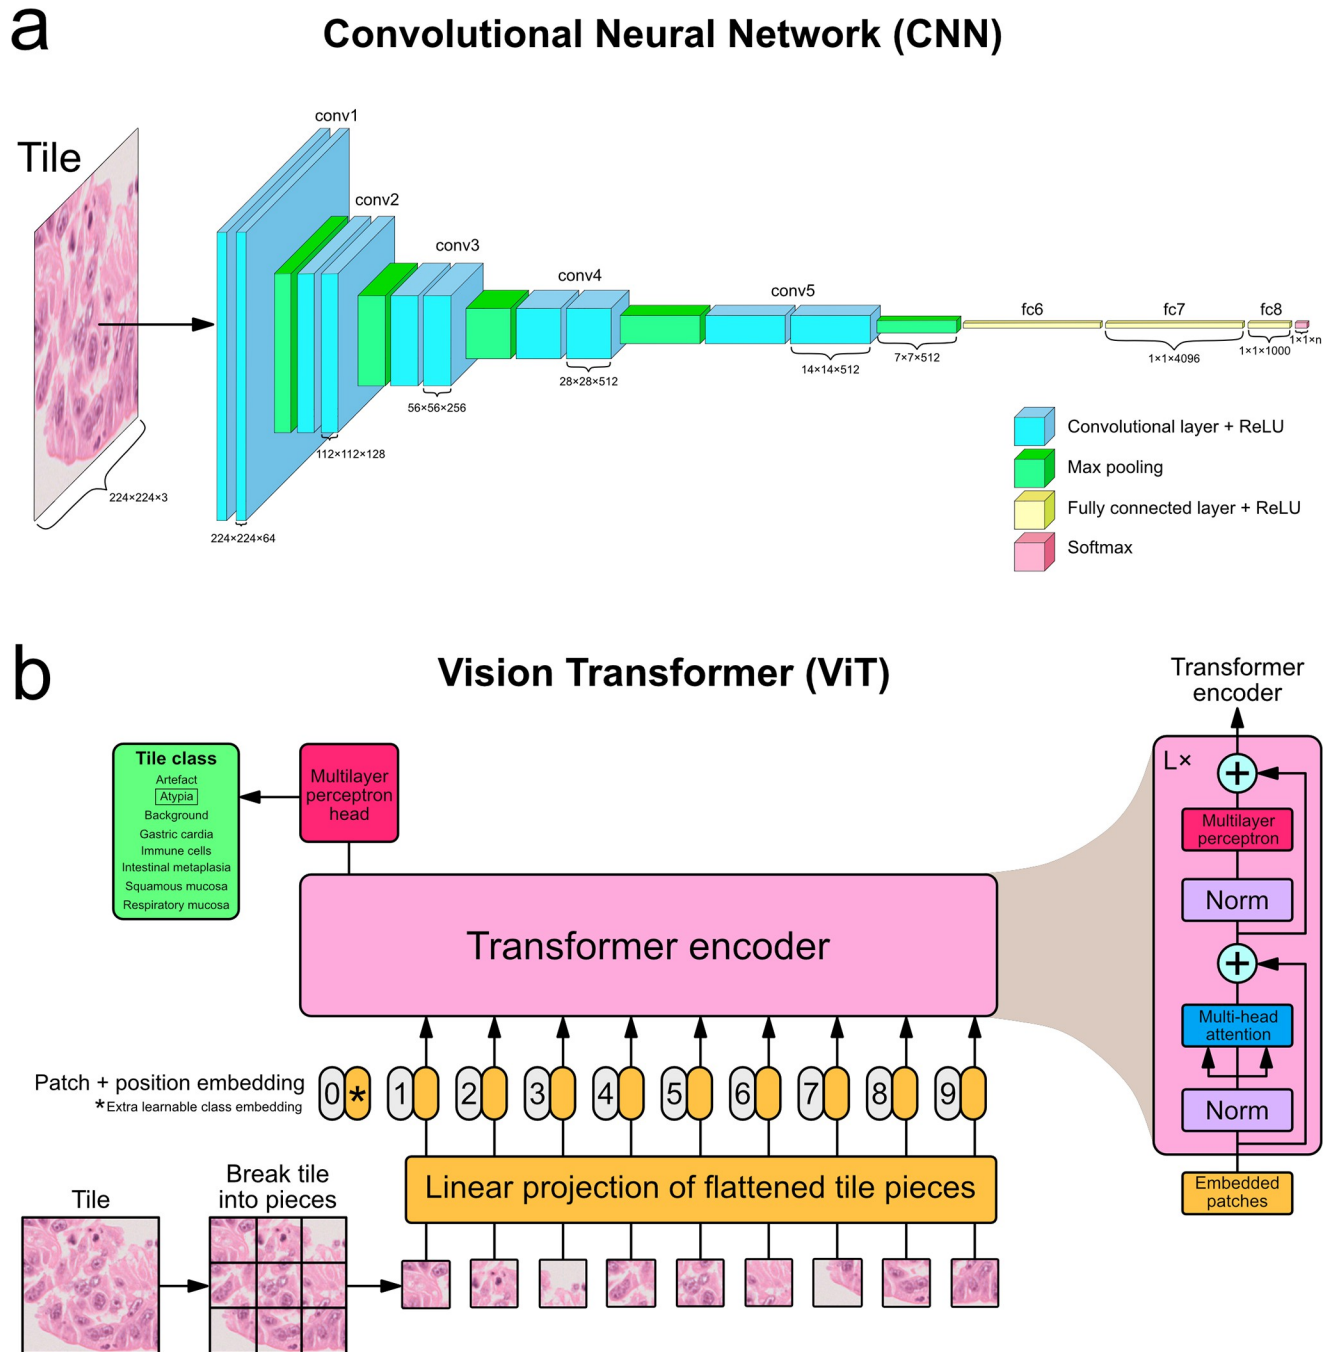 a
Convolutional Neural Network (CNN)
Tile
conv1
conv2
conv3
conv4
conv5
fc6
fc7
fc8
1×1×n
1×1×1000
1×1×4096
7×7×512
14×14×512
28×28×512
56×56×256
112×112×128
224×224×3
224×224×64
Convolutional layer + ReLU
Max pooling
Fully connected layer + ReLU
Softmax
b
Vision Transformer (ViT)
Transformer
encoder
L×
+
Multilayer
perceptron
Norm
+
Multi-head
attention
Norm
Embedded
patches
Tile class
Artefact
Atypia
Background
Gastric cardia
Immune cells
Intestinal metaplasia
Squamous mucosa
Respiratory mucosa
Multilayer
perceptron
head
Transformer encoder
Patch + position embedding
*Extra learnable class embedding
0 * 1 2 3 4 5 6 7 8 9
Linear projection of flattened tile pieces
Tile
Break tile
into pieces